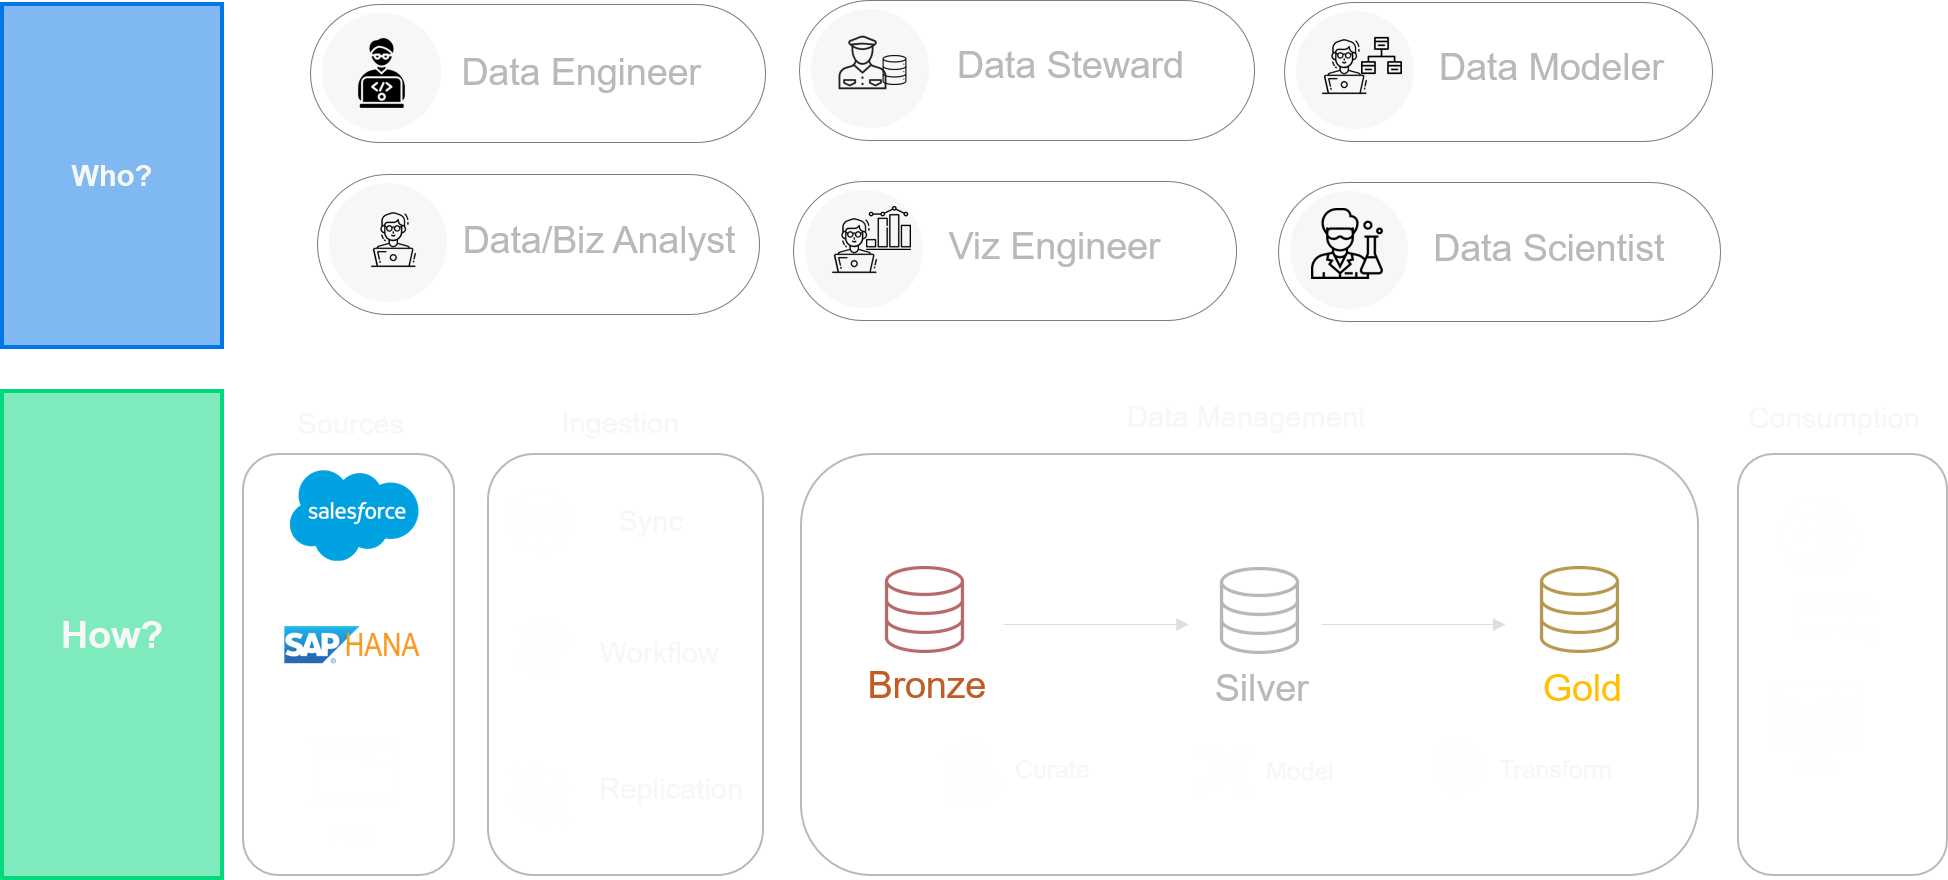 Who?
Data Engineer
Data Steward
Data Modeler
Data/Biz Analyst
Viz Engineer
Data Scientist
How?
Sources
Ingestion
Data Management
Consumption
salesforce
SAP® HANA
Sync
Workflow
Replication
Bronze
Silver
Gold
Curate
Model
Transform